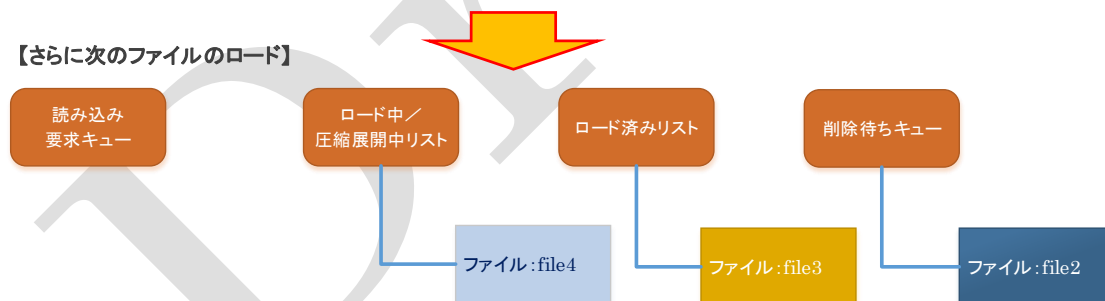 【さらに次のファイルのロード】
読み込み
要求キュー
ロード中／
圧縮展開中リスト
ロード済みリスト
削除待ちキュー
ファイル：file4
ファイル：file3
ファイル：file2